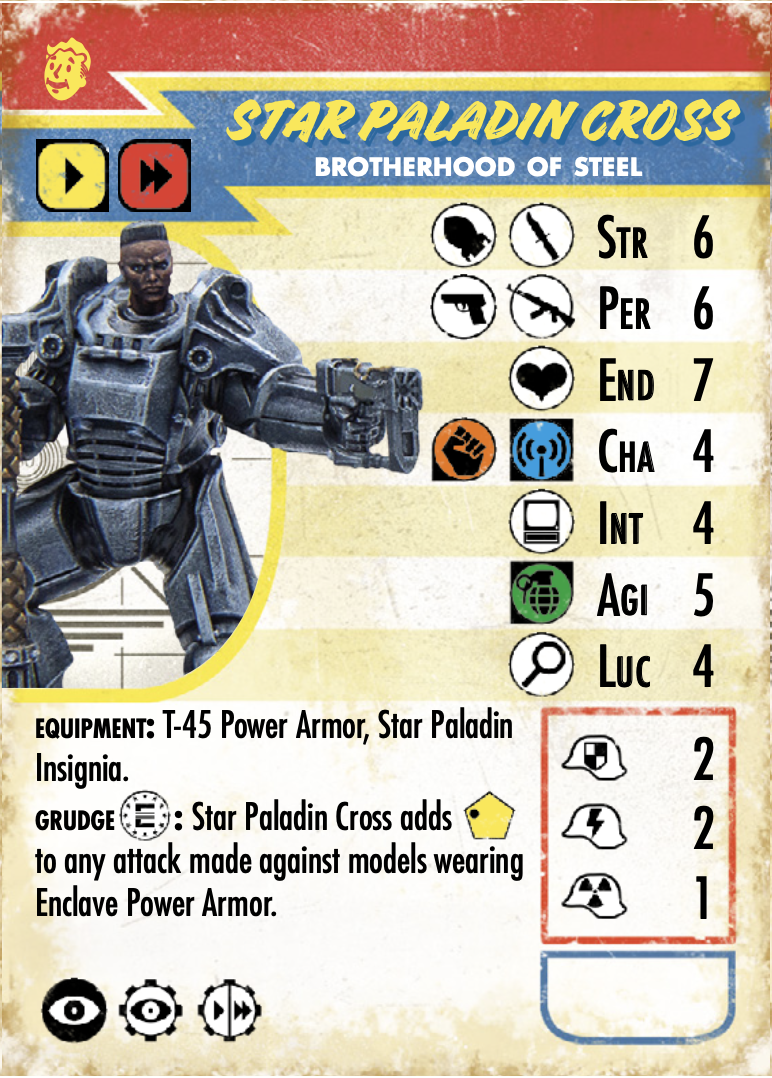 STAR PALADIN CROSS
BROTHERHOOD OF STEEL
STR 6
PER 6
END 7
CHA 4
INT 4
AGI 5
LUC 4
EQUIPMENT: T-45 Power Armor, Star Paladin
Insignia.
GRUDGE E: Star Paladin Cross adds
to any attack made against models wearing
Enclave Power Armor.
2
2
1